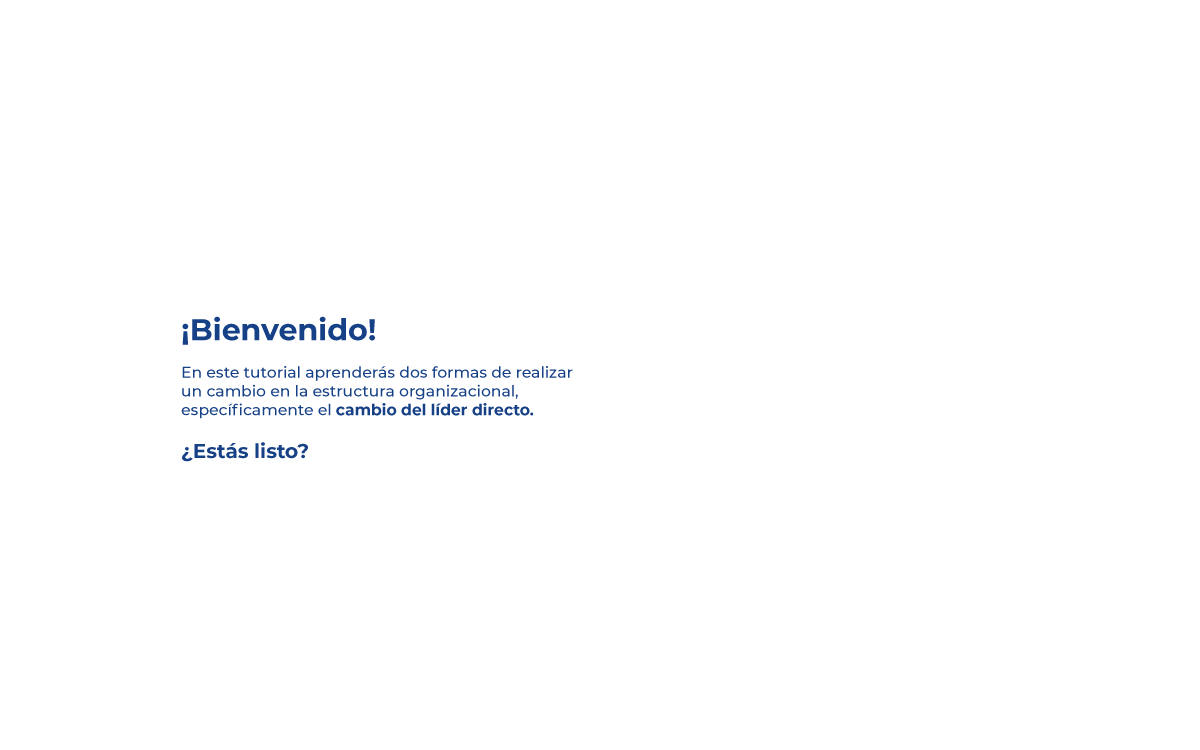 ¡Bienvenido!
En este tutorial aprenderás dos formas de realizar
un cambio en la estructura organizacional,
específicamente el cambio del líder directo.
¿Estás listo?